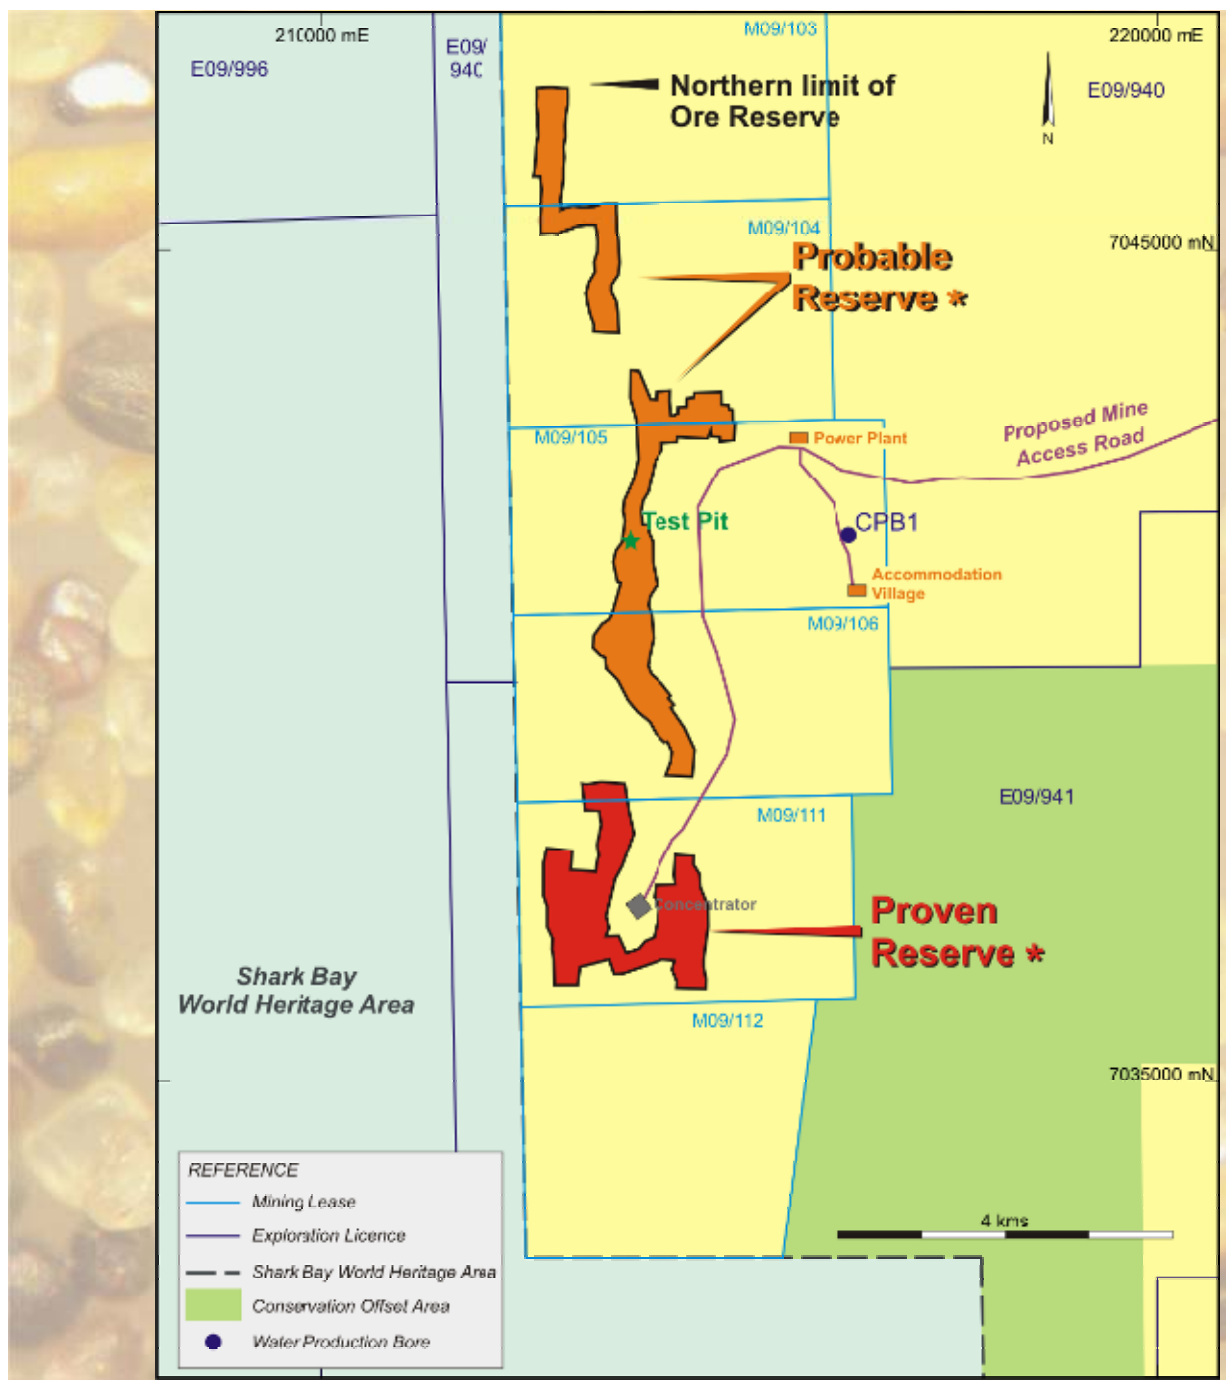 210000 mE
M09/103
220000 mE
E09/996
E09/
940
E09/940
Northern limit of
Ore Reserve
N
M09/104
7045000 mN
Probable
Reserve *
M09/105
Power Plant
Proposed Mine
Access Road
Test Pit
CPB1
Accommodation
Village
M09/106
E09/941
M09/111
Concentrator
Proven
Reserve *
Shark Bay
World Heritage Area
M09/112
7035000 mN
REFERENCE
Mining Lease
Exploration Licence
Shark Bay World Heritage Area
Conservation Offset Area
Water Production Bore
4 kms